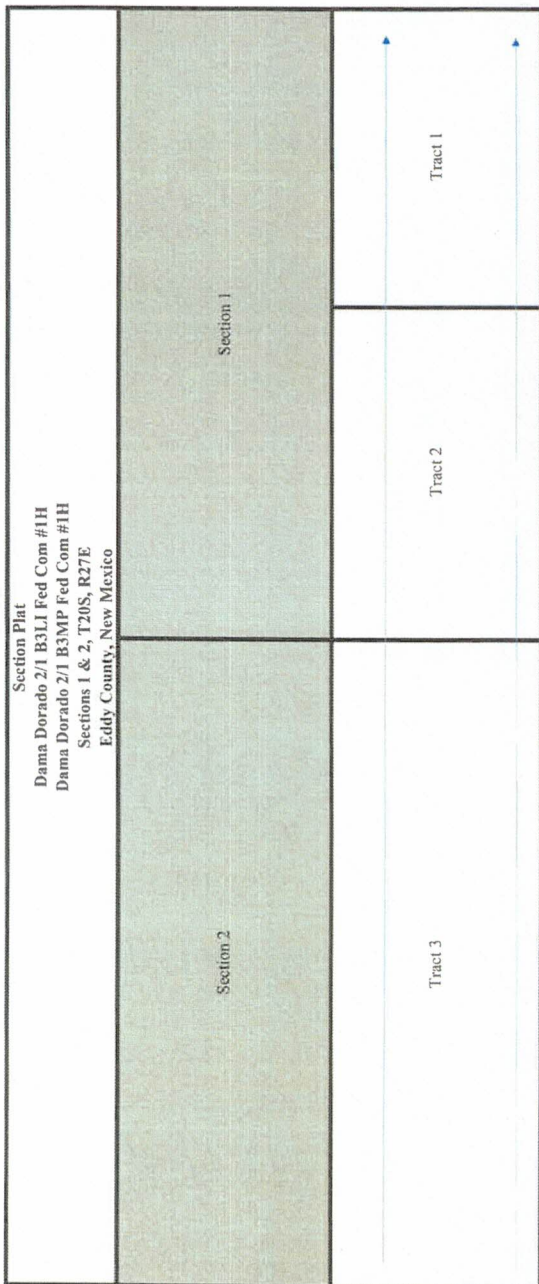 Section Plat
Dama Dorado 2/1 B3LI Fed Com #1H
Dama Dorado 2/1 B3MP Fed Com #1H
Sections 1 & 2, T20S, R27E
Eddy County, New Mexico
Section 2
Section 1
Tract 3
Tract 2
Tract 1